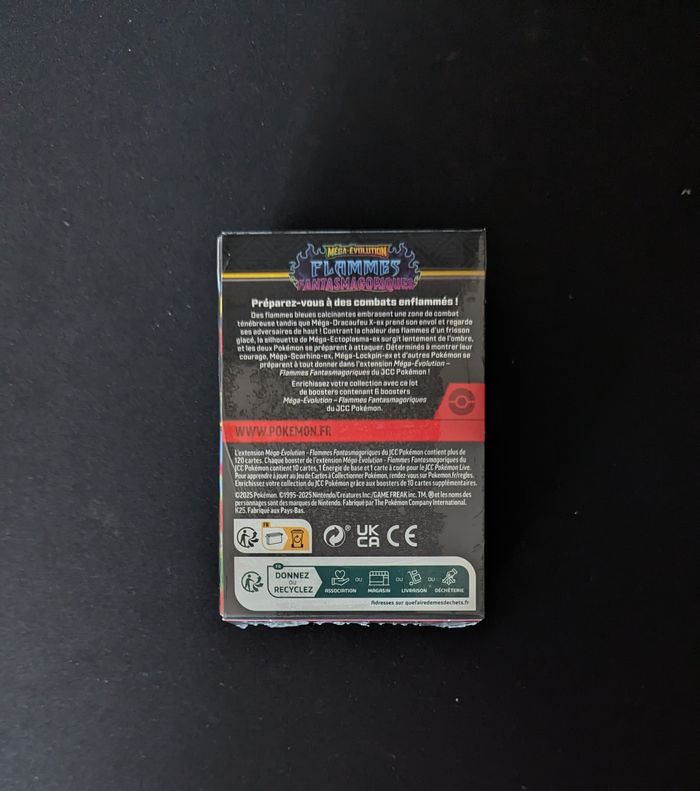 MÉGA-ÉVOLUTION
FLAMMES
FANTASMAGORIQUES
Préparez-vous à des combats enflammés !
Des flammes bleues calcinantes embrasent une zone de combat
ténébreuse tandis que Méga-Dracaufeu X-ex prend son envol et regarde
ses adversaires de haut ! Contrant la chaleur des flammes d'un frisson
glacé, la silhouette de Méga-Ectoplasma-ex surgit lentement de l'ombre,
et les deux Pokémon se préparent à attaquer. Déterminés à montrer leur
courage, Méga-Scarhino-ex, Méga-Lockpin-ex et d'autres Pokémon se
préparent à tout donner dans l'extension Méga-Évolution –
Flammes Fantasmagoriques du JCC Pokémon !
Enrichissez votre collection avec ce lot
de boosters contenant 6 boosters
Méga-Évolution – Flammes Fantasmagoriques
du JCC Pokémon.
WWW.POKEMON.FR
L'extension Méga-Évolution - Flammes Fantasmagoriques du JCC Pokémon contient plus de
120 cartes. Chaque booster de l'extension Méga-Évolution - Flammes Fantasmagoriques du
JCC Pokémon contient 10 cartes, 1 Énergie de base et 1 carte à code pour le JCC Pokémon Live.
Pour apprendre à jouer au Jeu de Cartes à Collectionner Pokémon, rendez-vous sur Pokemon.fr/regles.
Enrichissez votre collection du JCC Pokémon grâce aux boosters de 10 cartes supplémentaires.
©2025 Pokémon. ©1995-2025 Nintendo/Creatures Inc./GAME FREAK inc. TM, ® et les noms des
personnages sont des marques de Nintendo. Fabriqué par The Pokémon Company International.
K25. Fabriqué aux Pays-Bas.
FR
UK
CA
CE
FR
DONNEZ
OU
RECYCLEZ
ASSOCIATION OU MAGASIN OU LIVRAISON OU DÉCHÈTERIE
Adresses sur quefairedemesdechets.fr